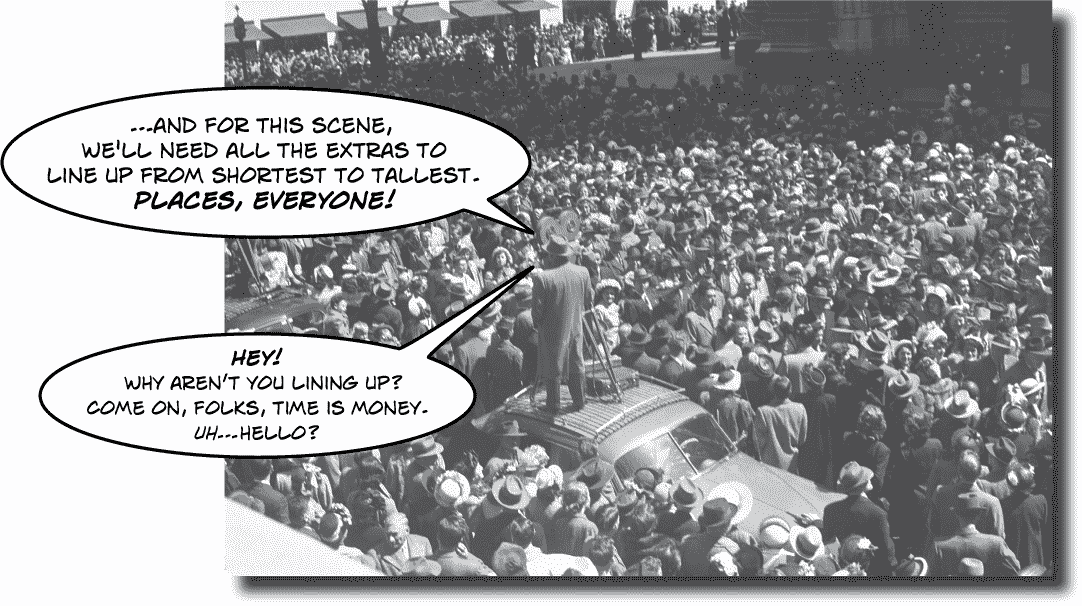 ...AND FOR THIS SCENE,
WE'LL NEED ALL THE EXTRAS TO
LINE UP FROM SHORTEST TO TALLEST.
PLACES, EVERYONE!
HEY!
WHY AREN'T YOU LINING UP?
COME ON, FOLKS, TIME IS MONEY.
UH...HELLO?